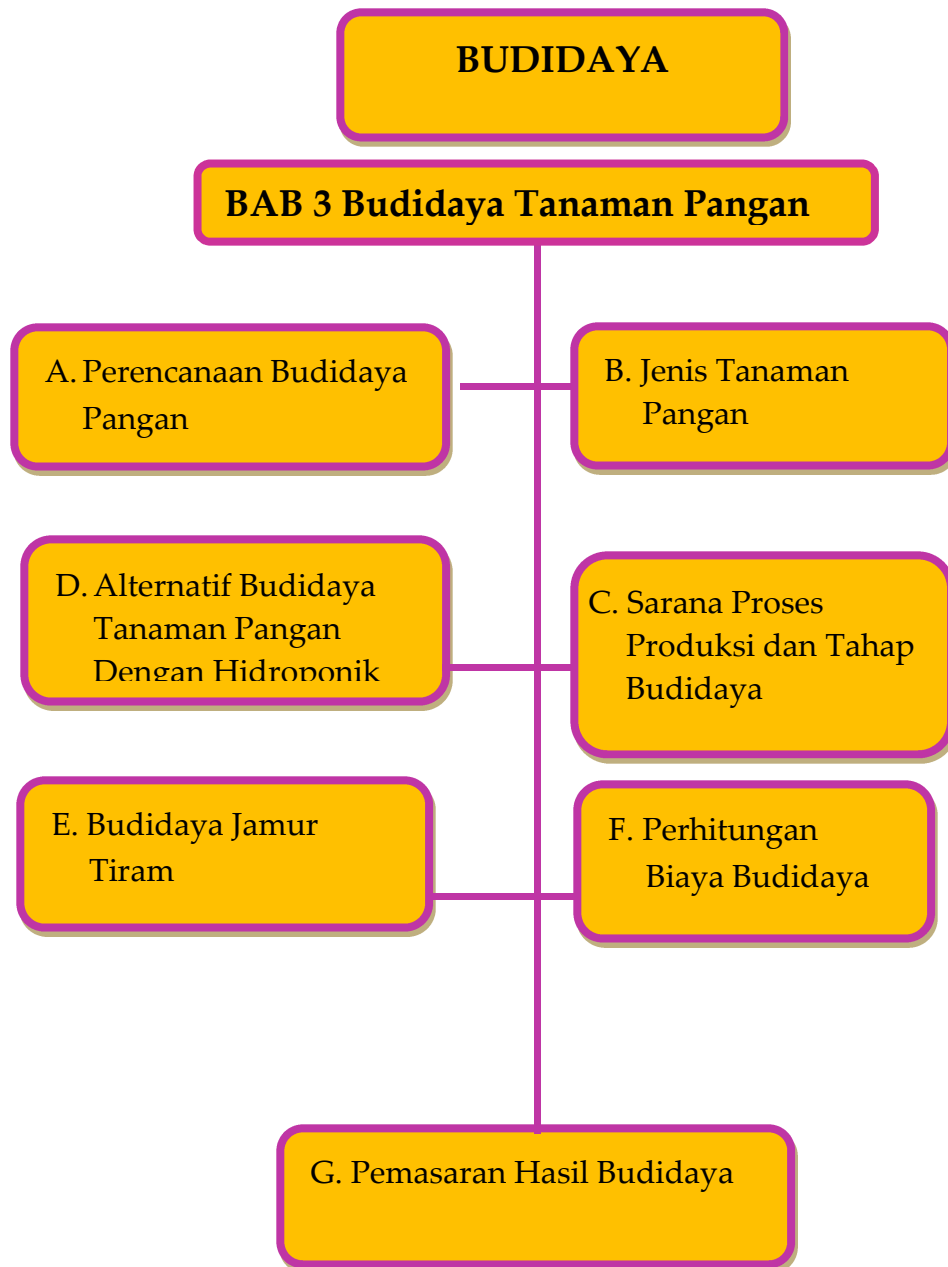 BUDIDAYA
BAB 3 Budidaya Tanaman Pangan
A. Perencanaan Budidaya
Pangan
B. Jenis Tanaman
Pangan
D. Alternatif Budidaya
Tanaman Pangan
Dengan Hidroponik
C. Sarana Proses
Produksi dan Tahap
Budidaya
E. Budidaya Jamur
Tiram
F. Perhitungan
Biaya Budidaya
G. Pemasaran Hasil Budidaya